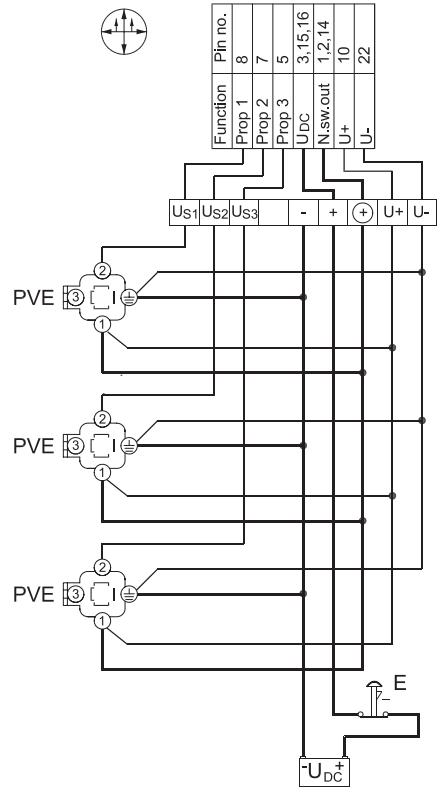 Function Pin no.
Prop 1 8
Prop 2 7
Prop 3 5
UDC 3,15,16
N.sw.out 1,2,14
U+ 10
U- 22
US1 US2 US3 - + + U+ U-
2
PVE 3
1
2
PVE 3
1
2
PVE 3
1
E
- UDC +